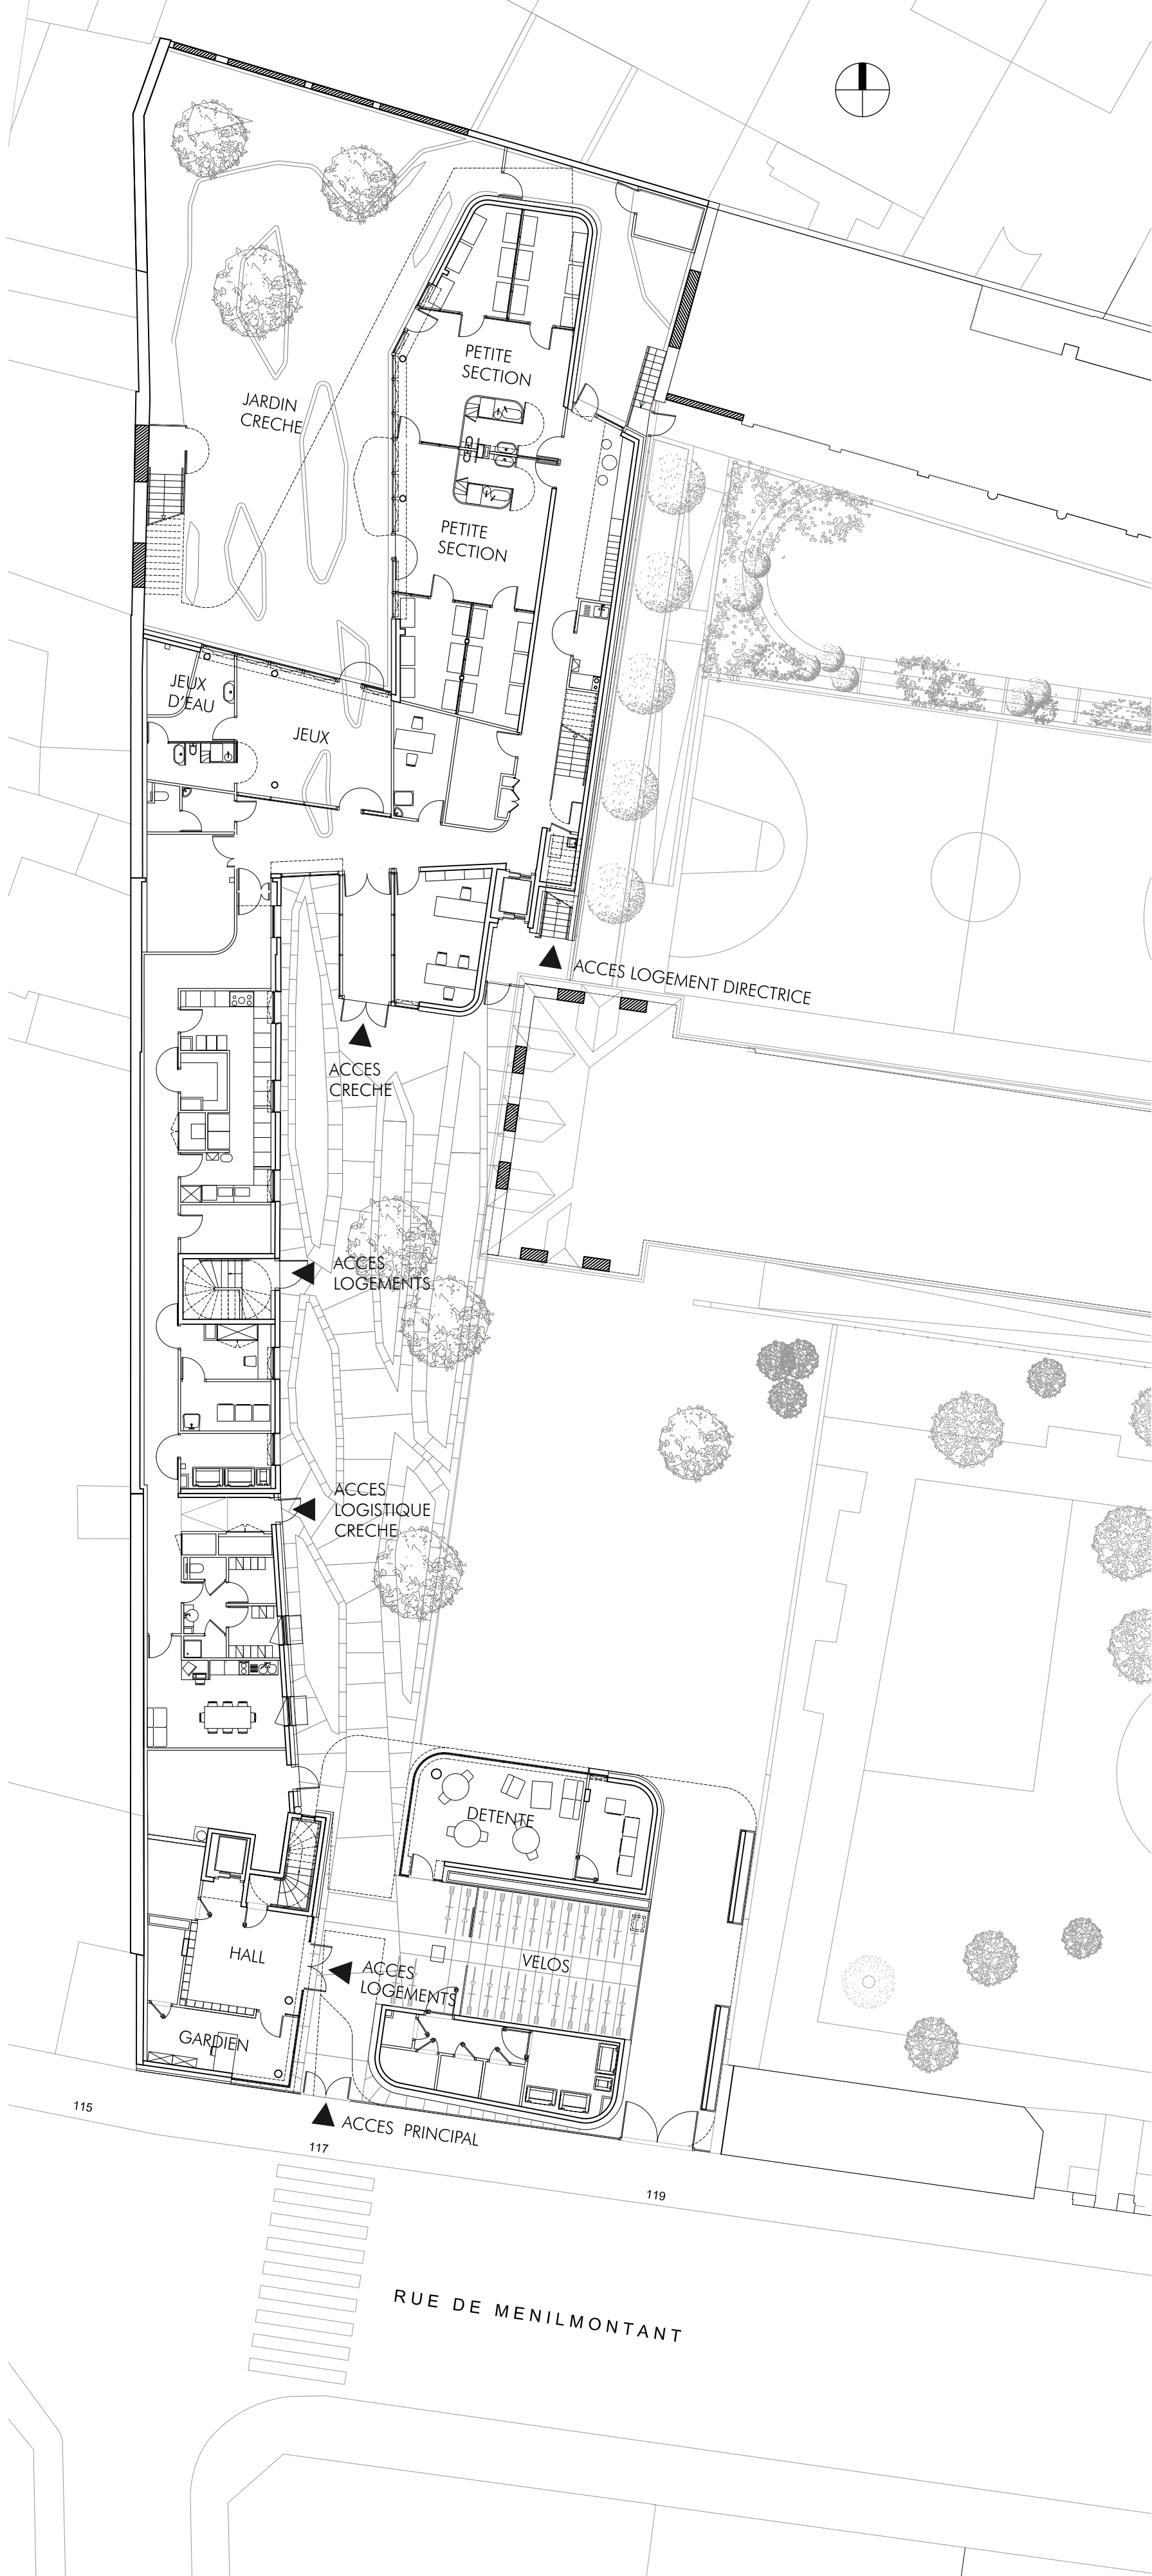 PETITE
SECTION
JARDIN
CRECHE
PETITE
SECTION
JEUX
D'EAU
JEUX
ACCES LOGEMENT DIRECTRICE
ACCES
CRECHE
ACCES
LOGEMENTS
ACCES
LOGISTIQUE
CRECHE
DETENTE
HALL
VELOS
ACCES
LOGEMENTS
GARDIEN
ACCES PRINCIPAL
115
117
119
RUE DE MENILMONTANT